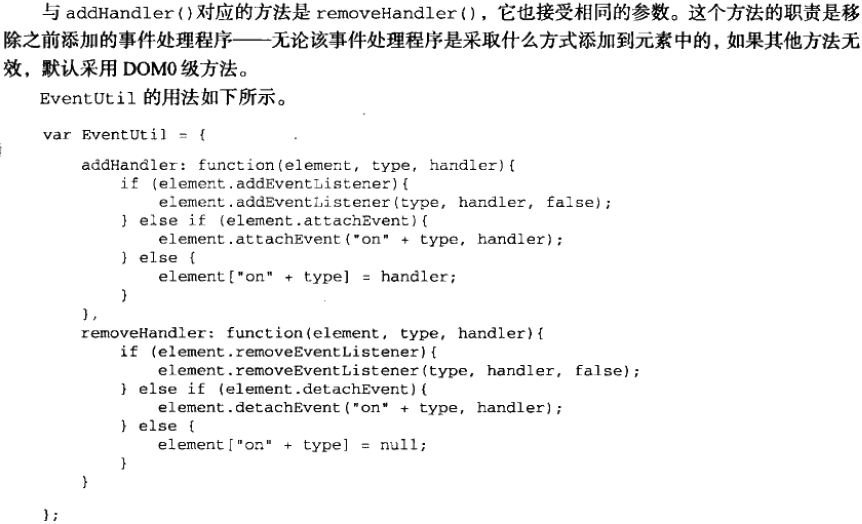 与 addHandler()对应的方法是 removeHandler()，它也接受相同的参数。这个方法的职责是移
除之前添加的事件处理程序——无论该事件处理程序是采取什么方式添加到元素中的，如果其他方法无
效，默认采用 DOM0 级方法。
EventUtil 的用法如下所示。
var EventUtil = {
addHandler: function(element, type, handler){
if (element.addEventListener){
element.addEventListener(type, handler, false);
} else if (element.attachEvent){
element.attachEvent("on" + type, handler);
} else {
element["on" + type] = handler;
}
},
removeHandler: function(element, type, handler){
if (element.removeEventListener){
element.removeEventListener(type, handler, false);
} else if (element.detachEvent){
element.detachEvent("on" + type, handler);
} else {
element["on" + type] = null;
}
}
};